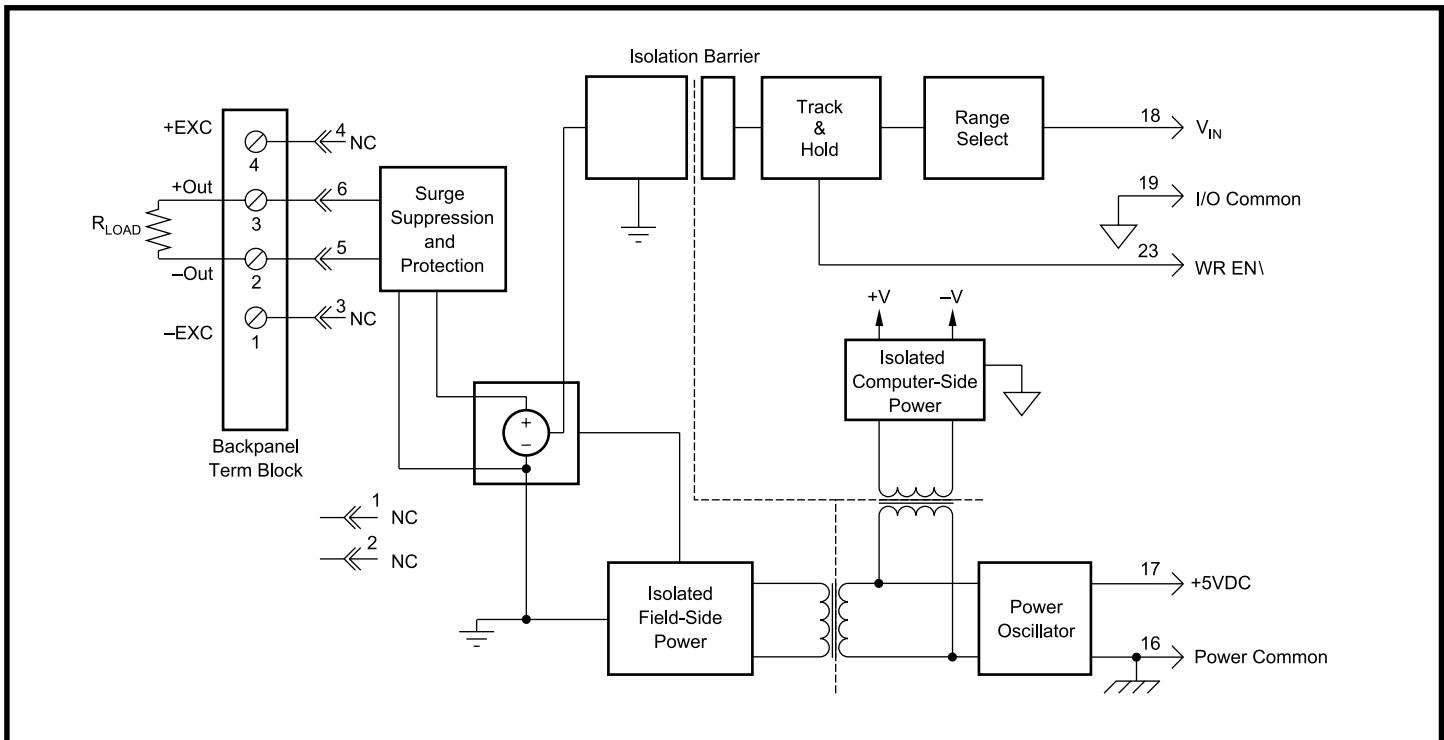 Isolation Barrier
+EXC
4
NC
4
+Out
6
3
R_LOAD
5
–Out
2
3
NC
–EXC
1
Backpanel
Term Block
1
NC
2
NC
Surge
Suppression
and
Protection
+
–
Track
&
Hold
Range
Select
18
V_IN
19
I/O Common
23
WR EN\
+V
–V
Isolated
Computer-Side
Power
Isolated
Field-Side
Power
Power
Oscillator
17
+5VDC
16
Power Common